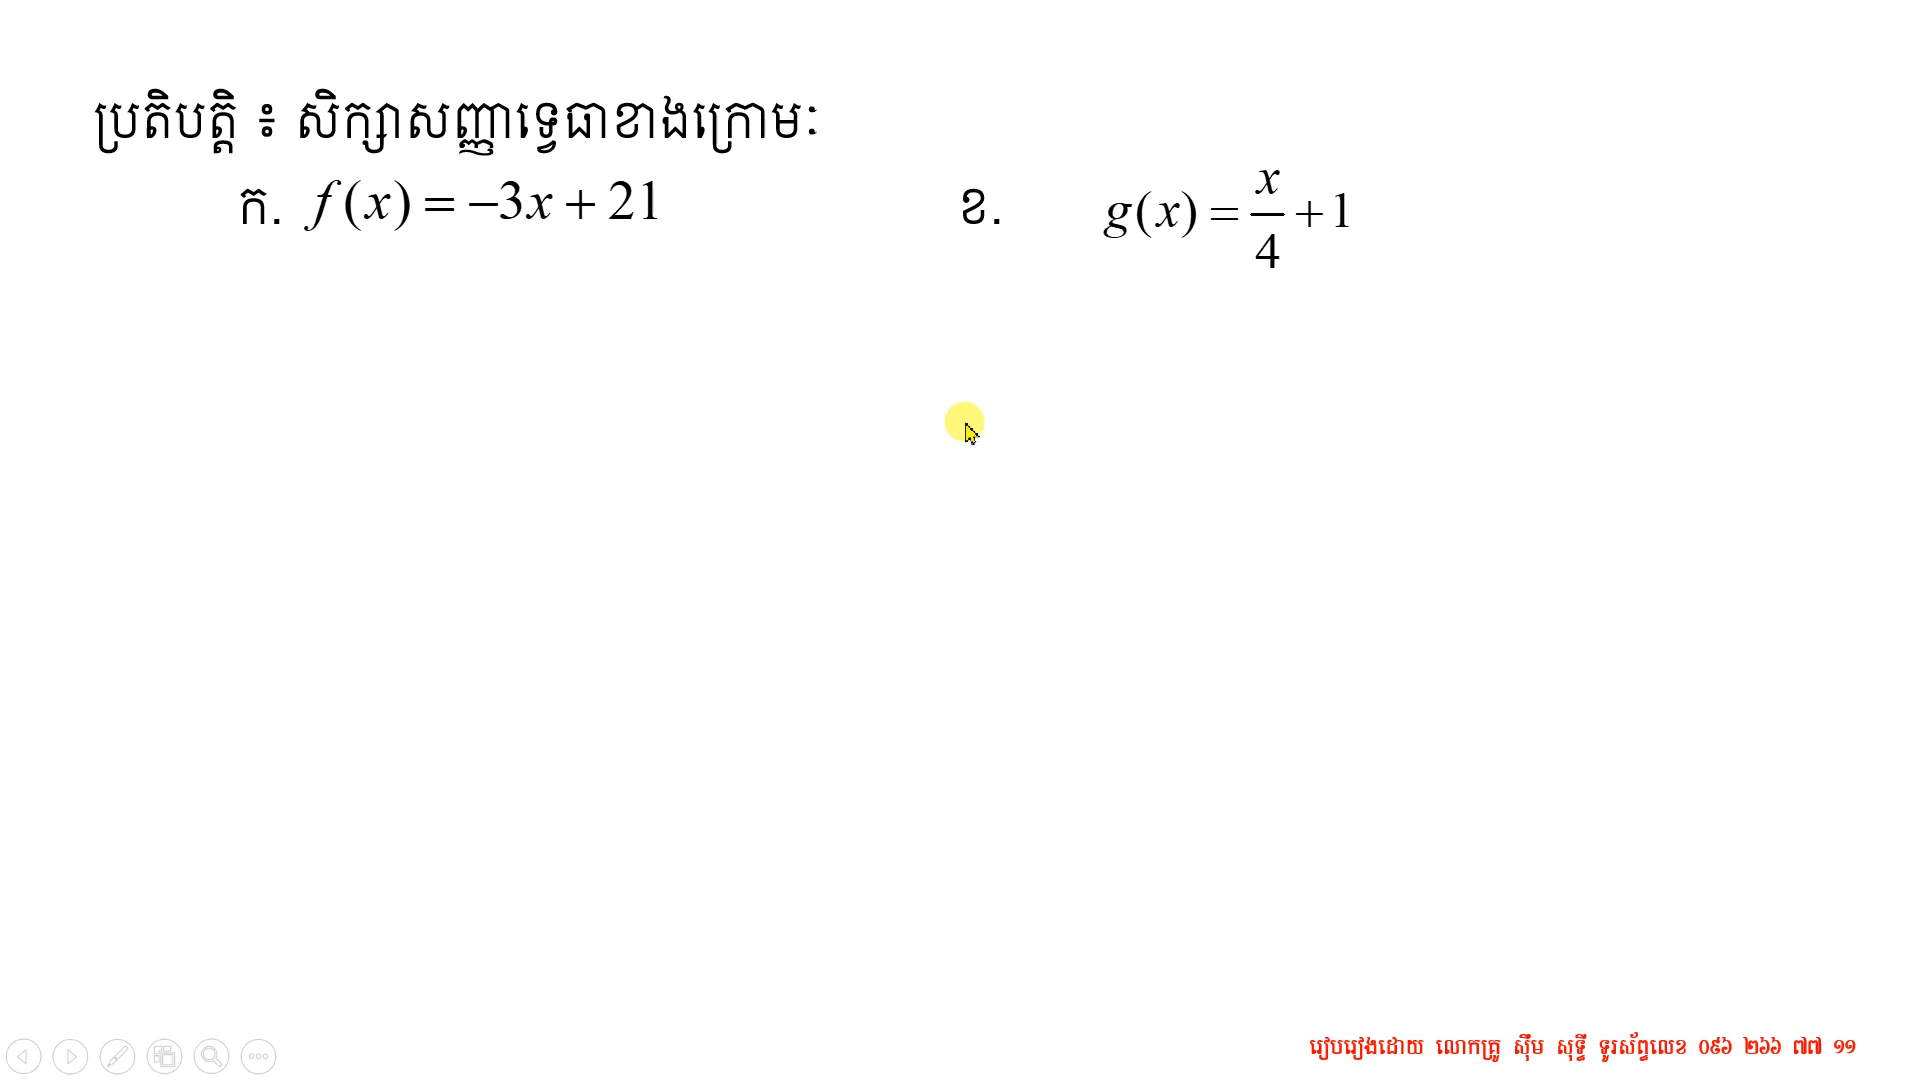 ប្រតិបត្តិ ៖ សិក្សាសញ្ញាទ្វេធាខាងក្រោម:
ក. f(x) = −3x + 21 ខ. g(x) = x/4 + 1
រៀបរៀងដោយ លោកគ្រូ ស៊ឹម សុទ្ធី ទូរស័ព្ធលេខ ០៩៦ ២៦៦ ៧៧ ១១